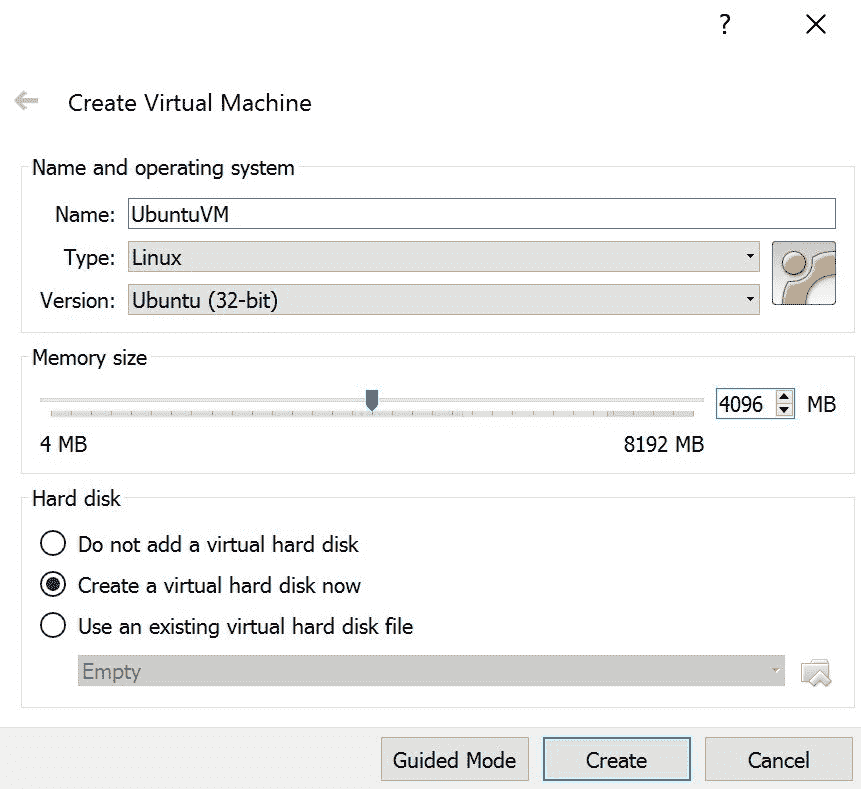 ?
Create Virtual Machine
Name and operating system
Name: UbuntuVM
Type: Linux
Version: Ubuntu (32-bit)
Memory size
4096 MB
4 MB 8192 MB
Hard disk
Do not add a virtual hard disk
Create a virtual hard disk now
Use an existing virtual hard disk file
Empty
Guided Mode Create Cancel